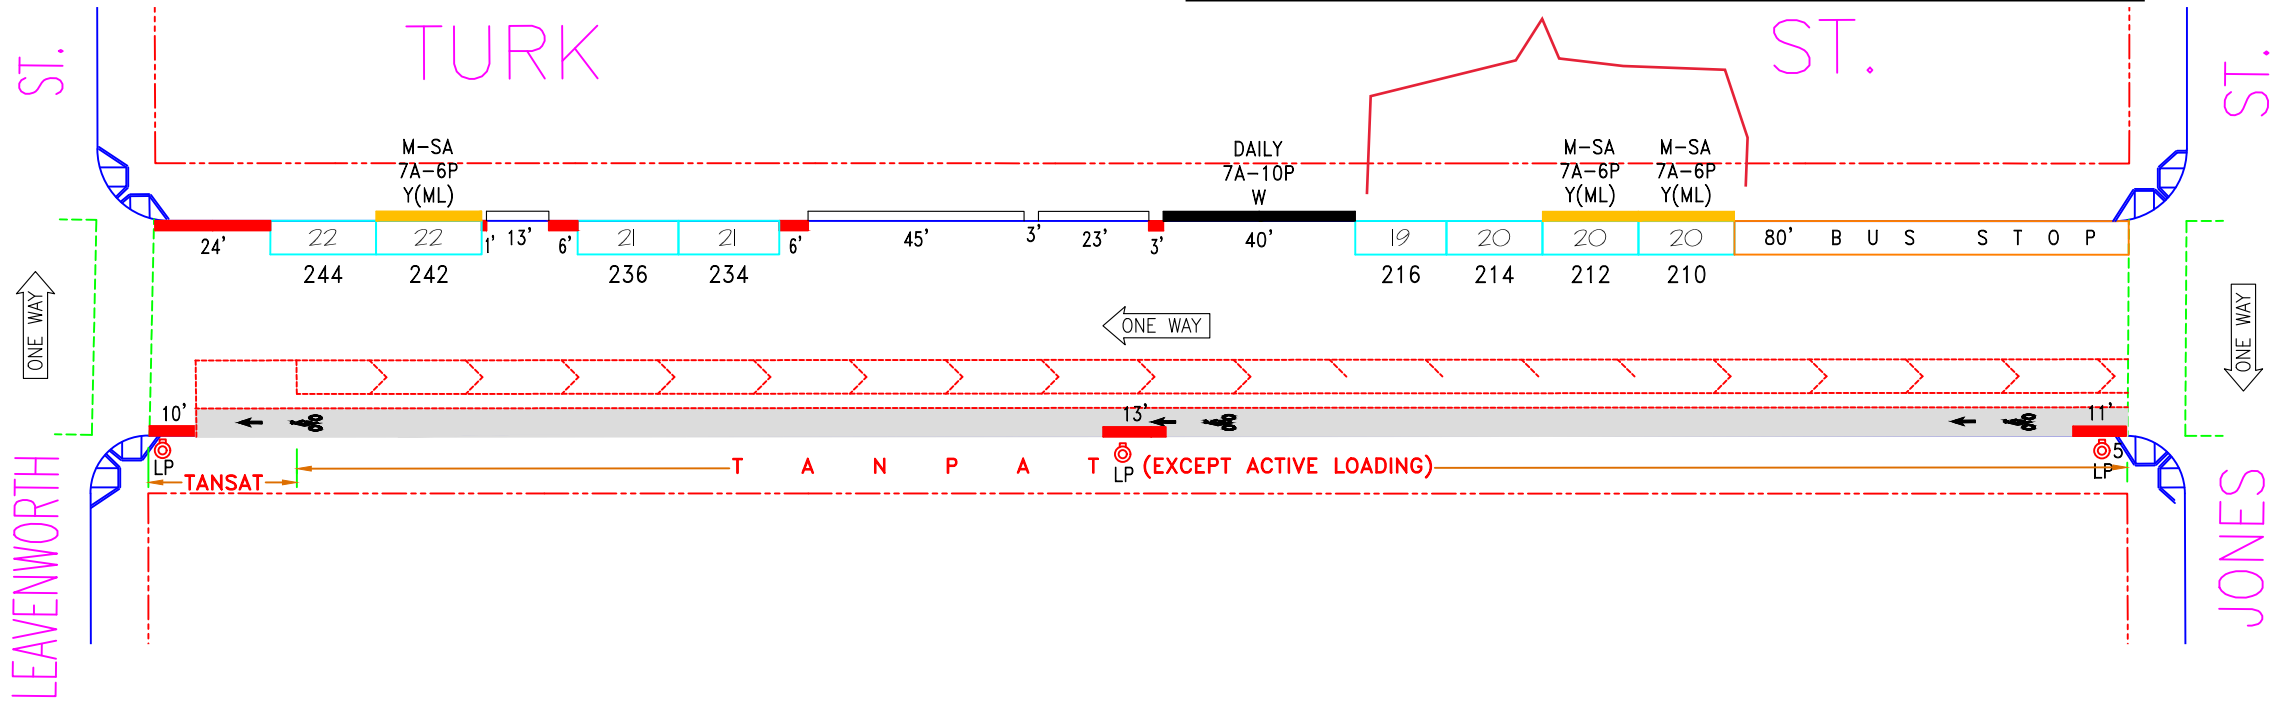 TURK ST.
ST.
ST.
M-SA
7A-6P
Y(ML)
DAILY
7A-10P
W
M-SA
7A-6P
Y(ML)
M-SA
7A-6P
Y(ML)
24'
22
22
1'
13'
6'
21
21
6'
45'
3'
23'
3'
40'
19
20
20
20
80' BUS STOP
244
242
236
234
216
214
212
210
ONE WAY
ONE WAY
ONE WAY
10'
13'
11'
LP
LP
5
LP
TANSAT
TANPAT (EXCEPT ACTIVE LOADING)
LEAVENWORTH
JONES